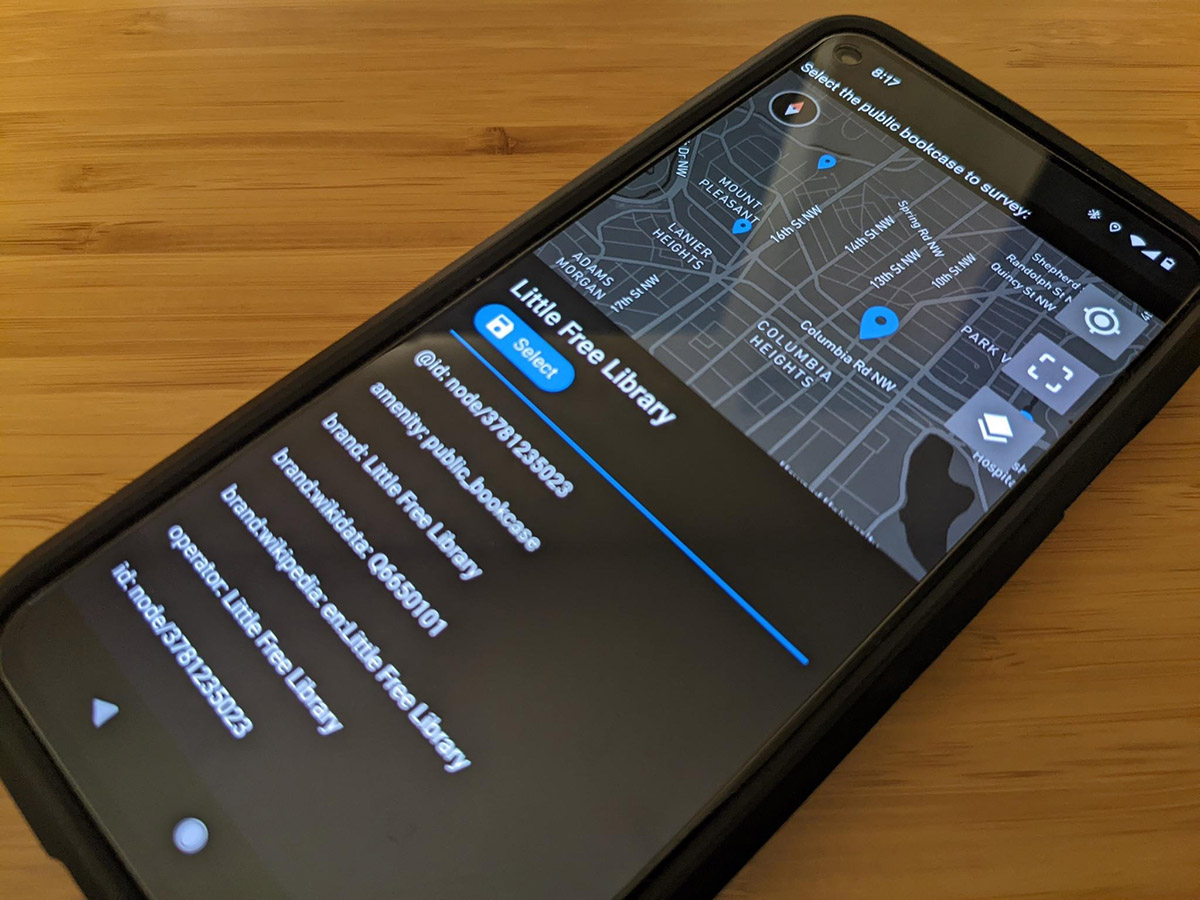 8:17
Select the public bookcase to survey:
Dr NW
MOUNT
PLEASANT
LANIER
HEIGHTS
ADAMS
MORGAN
17th St NW
16th St NW
14th St NW
Spring Rd NW
13th St NW
10th St NW
Shepherd
Randolph St
Quincy St NW
COLUMBIA
HEIGHTS
Columbia Rd NW
PARK V
Hospita
Little Free Library
Select
@id: node/3781235023
amenity: public_bookcase
brand: Little Free Library
brand:wikidata: Q6650101
brand:wikipedia: en:Little Free Library
operator: Little Free Library
id: node/3781235023